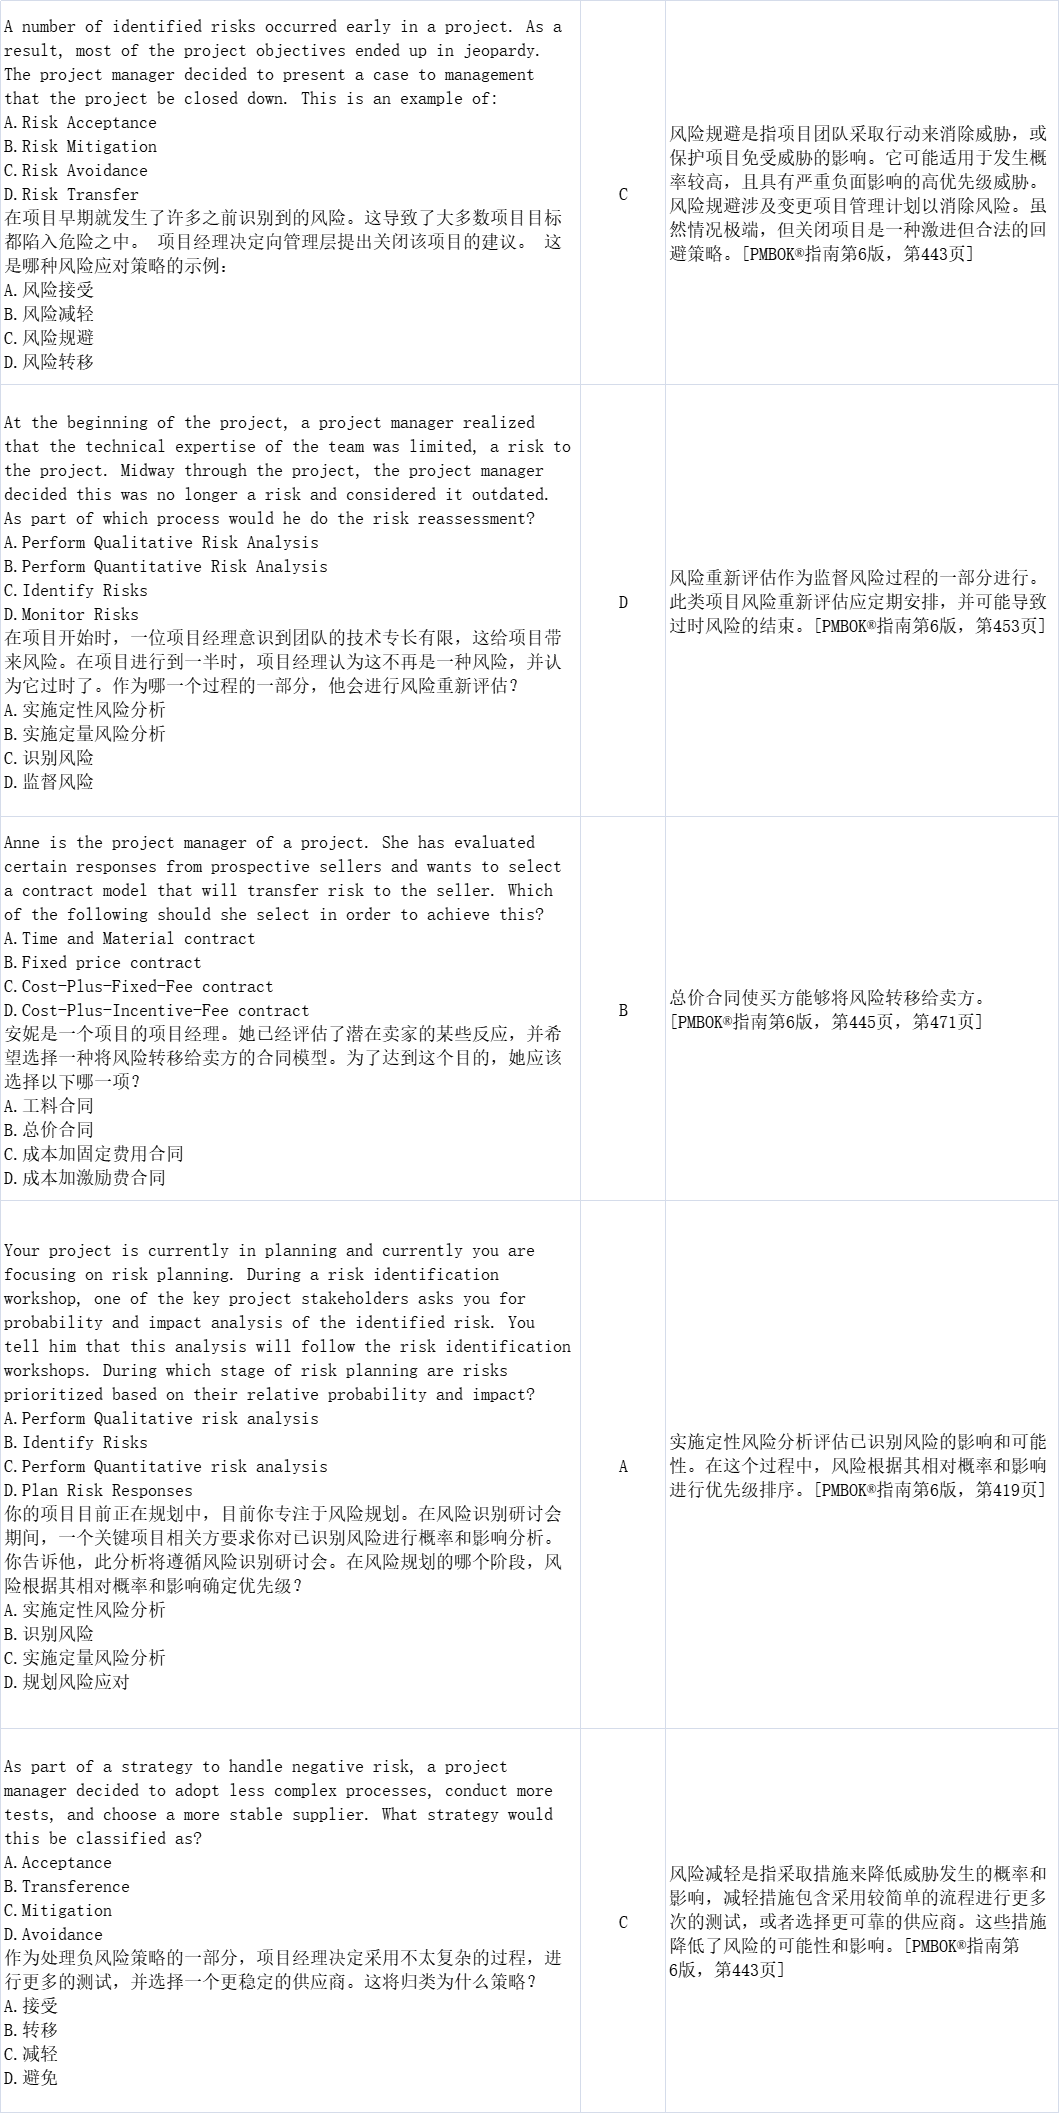 A number of identified risks occurred early in a project. As a
result, most of the project objectives ended up in jeopardy.
The project manager decided to present a case to management
that the project be closed down. This is an example of:
A.Risk Acceptance
B.Risk Mitigation
C.Risk Avoidance
D.Risk Transfer
在项目早期就发生了许多之前识别到的风险。这导致了大多数项目目标
都陷入危险之中。 项目经理决定向管理层提出关闭该项目的建议。 这
是哪种风险应对策略的示例：
A.风险接受
B.风险减轻
C.风险规避
D.风险转移
C
风险规避是指项目团队采取行动来消除威胁，或
保护项目免受威胁的影响。它可能适用于发生概
率较高，且具有严重负面影响的高优先级威胁。
风险规避涉及变更项目管理计划以消除风险。虽
然情况极端，但关闭项目是一种激进但合法的回
避策略。[PMBOK®指南第6版，第443页]
At the beginning of the project, a project manager realized
that the technical expertise of the team was limited, a risk to
the project. Midway through the project, the project manager
decided this was no longer a risk and considered it outdated.
As part of which process would he do the risk reassessment?
A.Perform Qualitative Risk Analysis
B.Perform Quantitative Risk Analysis
C.Identify Risks
D.Monitor Risks
在项目开始时，一位项目经理意识到团队的技术专长有限，这给项目带
来风险。在项目进行到一半时，项目经理认为这不再是一种风险，并认
为它过时了。作为哪一个过程的一部分，他会进行风险重新评估？
A.实施定性风险分析
B.实施定量风险分析
C.识别风险
D.监督风险
D
风险重新评估作为监督风险过程的一部分进行。
此类项目风险重新评估应定期安排，并可能导致
过时风险的结束。[PMBOK®指南第6版，第453页]
Anne is the project manager of a project. She has evaluated
certain responses from prospective sellers and wants to select
a contract model that will transfer risk to the seller. Which
of the following should she select in order to achieve this?
A.Time and Material contract
B.Fixed price contract
C.Cost-Plus-Fixed-Fee contract
D.Cost-Plus-Incentive-Fee contract
安妮是一个项目的项目经理。她已经评估了潜在卖家的某些反应，并希
望选择一种将风险转移给卖方的合同模型。为了达到这个目的，她应该
选择以下哪一项？
A.工料合同
B.总价合同
C.成本加固定费用合同
D.成本加激励费合同
B
总价合同使买方能够将风险转移给卖方。
[PMBOK®指南第6版，第445页，第471页]
Your project is currently in planning and currently you are
focusing on risk planning. During a risk identification
workshop, one of the key project stakeholders asks you for
probability and impact analysis of the identified risk. You
tell him that this analysis will follow the risk identification
workshops. During which stage of risk planning are risks
prioritized based on their relative probability and impact?
A.Perform Qualitative risk analysis
B.Identify Risks
C.Perform Quantitative risk analysis
D.Plan Risk Responses
你的项目目前正在规划中，目前你专注于风险规划。在风险识别研讨会
期间，一个关键项目相关方要求你对已识别风险进行概率和影响分析。
你告诉他，此分析将遵循风险识别研讨会。在风险规划的哪个阶段，风
险根据其相对概率和影响确定优先级？
A.实施定性风险分析
B.识别风险
C.实施定量风险分析
D.规划风险应对
A
实施定性风险分析评估已识别风险的影响和可能
性。在这个过程中，风险根据其相对概率和影响
进行优先级排序。[PMBOK®指南第6版，第419页]
As part of a strategy to handle negative risk, a project
manager decided to adopt less complex processes, conduct more
tests, and choose a more stable supplier. What strategy would
this be classified as?
A.Acceptance
B.Transference
C.Mitigation
D.Avoidance
作为处理负风险策略的一部分，项目经理决定采用不太复杂的过程，进
行更多的测试，并选择一个更稳定的供应商。这将归类为什么策略？
A.接受
B.转移
C.减轻
D.避免
C
风险减轻是指采取措施来降低威胁发生的概率和
影响，减轻措施包含采用较简单的流程进行更多
次的测试，或者选择更可靠的供应商。这些措施
降低了风险的可能性和影响。[PMBOK®指南第
6版，第443页]